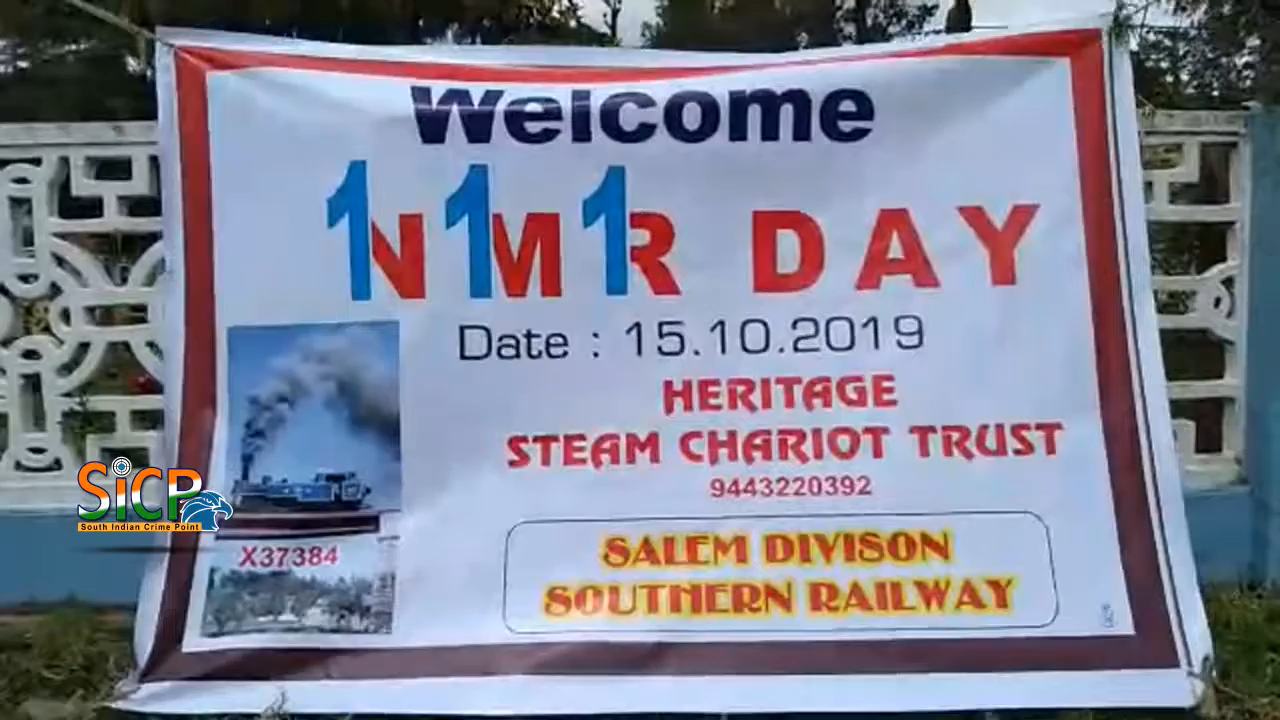 Welcome
111
NMR DAY
Date : 15.10.2019
HERITAGE
STEAM CHARIOT TRUST
9443220392
X37384
SALEM DIVISON
SOUTHERN RAILWAY
SiCP
South Indian Crime Point